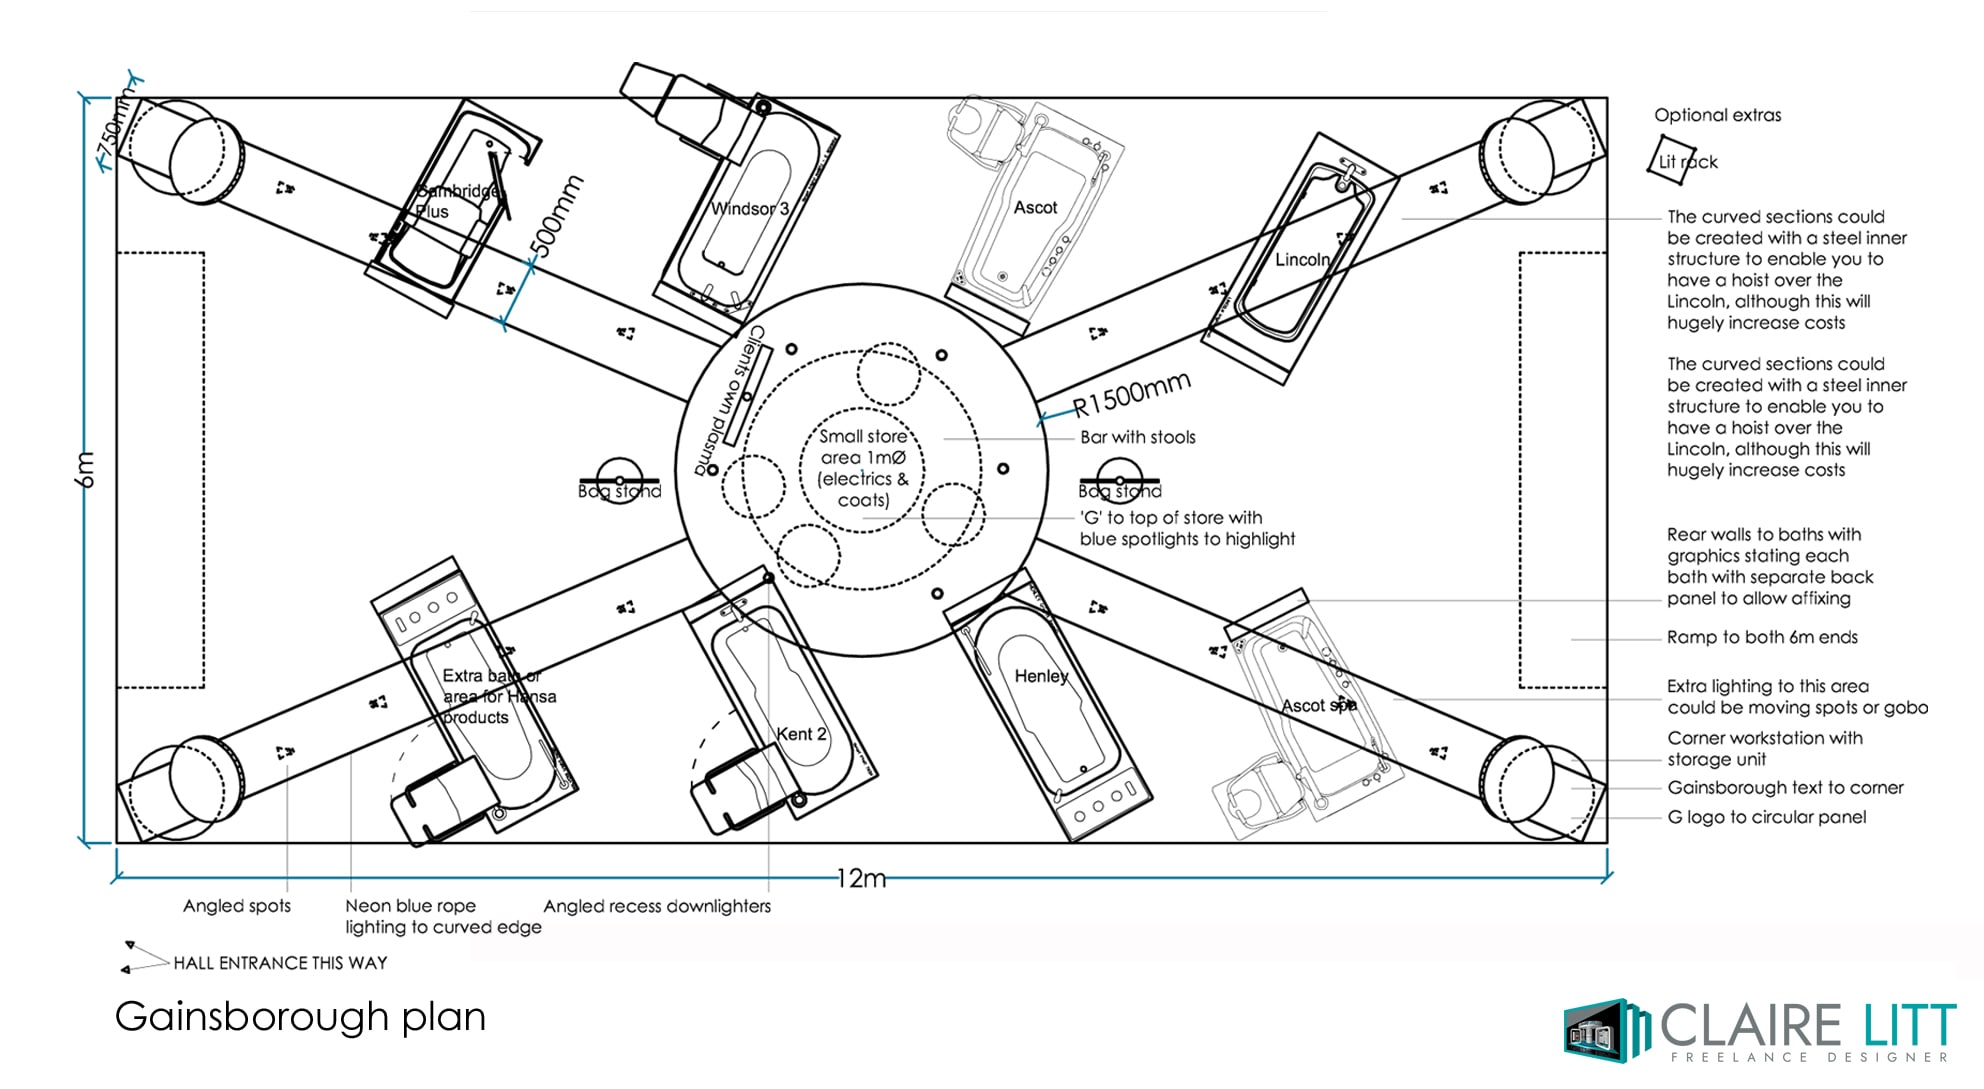 Optional extras
Lit rack
750mm
500mm
Cambridge
Plus
Windsor 3
Ascot
Lincoln
The curved sections could
be created with a steel inner
structure to enable you to
have a hoist over the
Lincoln, although this will
hugely increase costs
The curved sections could
be created with a steel inner
structure to enable you to
have a hoist over the
Lincoln, although this will
hugely increase costs
Clients own plasma
R1500mm
Bar with stools
Small store
area 1mØ
(electrics &
coats)
6m
Bag stand
Bag stand
'G' to top of store with
blue spotlights to highlight
Rear walls to baths with
graphics stating each
bath with separate back
panel to allow affixing
Ramp to both 6m ends
Extra bath or
area for Hansa
products
Kent 2
Henley
Ascot spa
Extra lighting to this area
could be moving spots or gobo
Corner workstation with
storage unit
Gainsborough text to corner
G logo to circular panel
12m
Angled spots
Neon blue rope
lighting to curved edge
Angled recess downlighters
HALL ENTRANCE THIS WAY
Gainsborough plan
CLAIRE LITT
FREELANCE DESIGNER